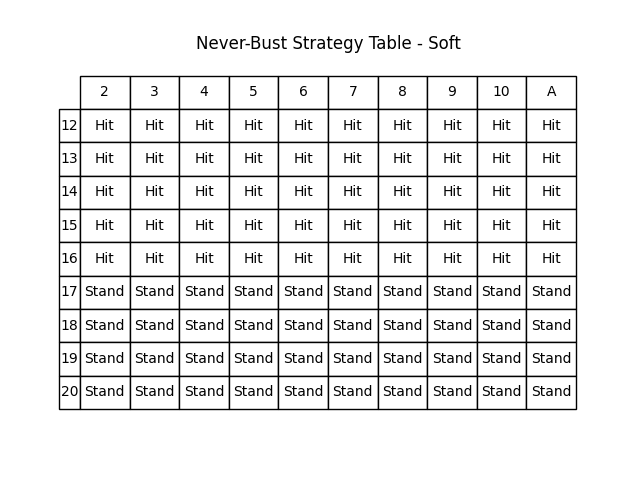 Never-Bust Strategy Table - Soft
2 3 4 5 6 7 8 9 10 A
12 Hit Hit Hit Hit Hit Hit Hit Hit Hit Hit
13 Hit Hit Hit Hit Hit Hit Hit Hit Hit Hit
14 Hit Hit Hit Hit Hit Hit Hit Hit Hit Hit
15 Hit Hit Hit Hit Hit Hit Hit Hit Hit Hit
16 Hit Hit Hit Hit Hit Hit Hit Hit Hit Hit
17 Stand Stand Stand Stand Stand Stand Stand Stand Stand Stand
18 Stand Stand Stand Stand Stand Stand Stand Stand Stand Stand
19 Stand Stand Stand Stand Stand Stand Stand Stand Stand Stand
20 Stand Stand Stand Stand Stand Stand Stand Stand Stand Stand